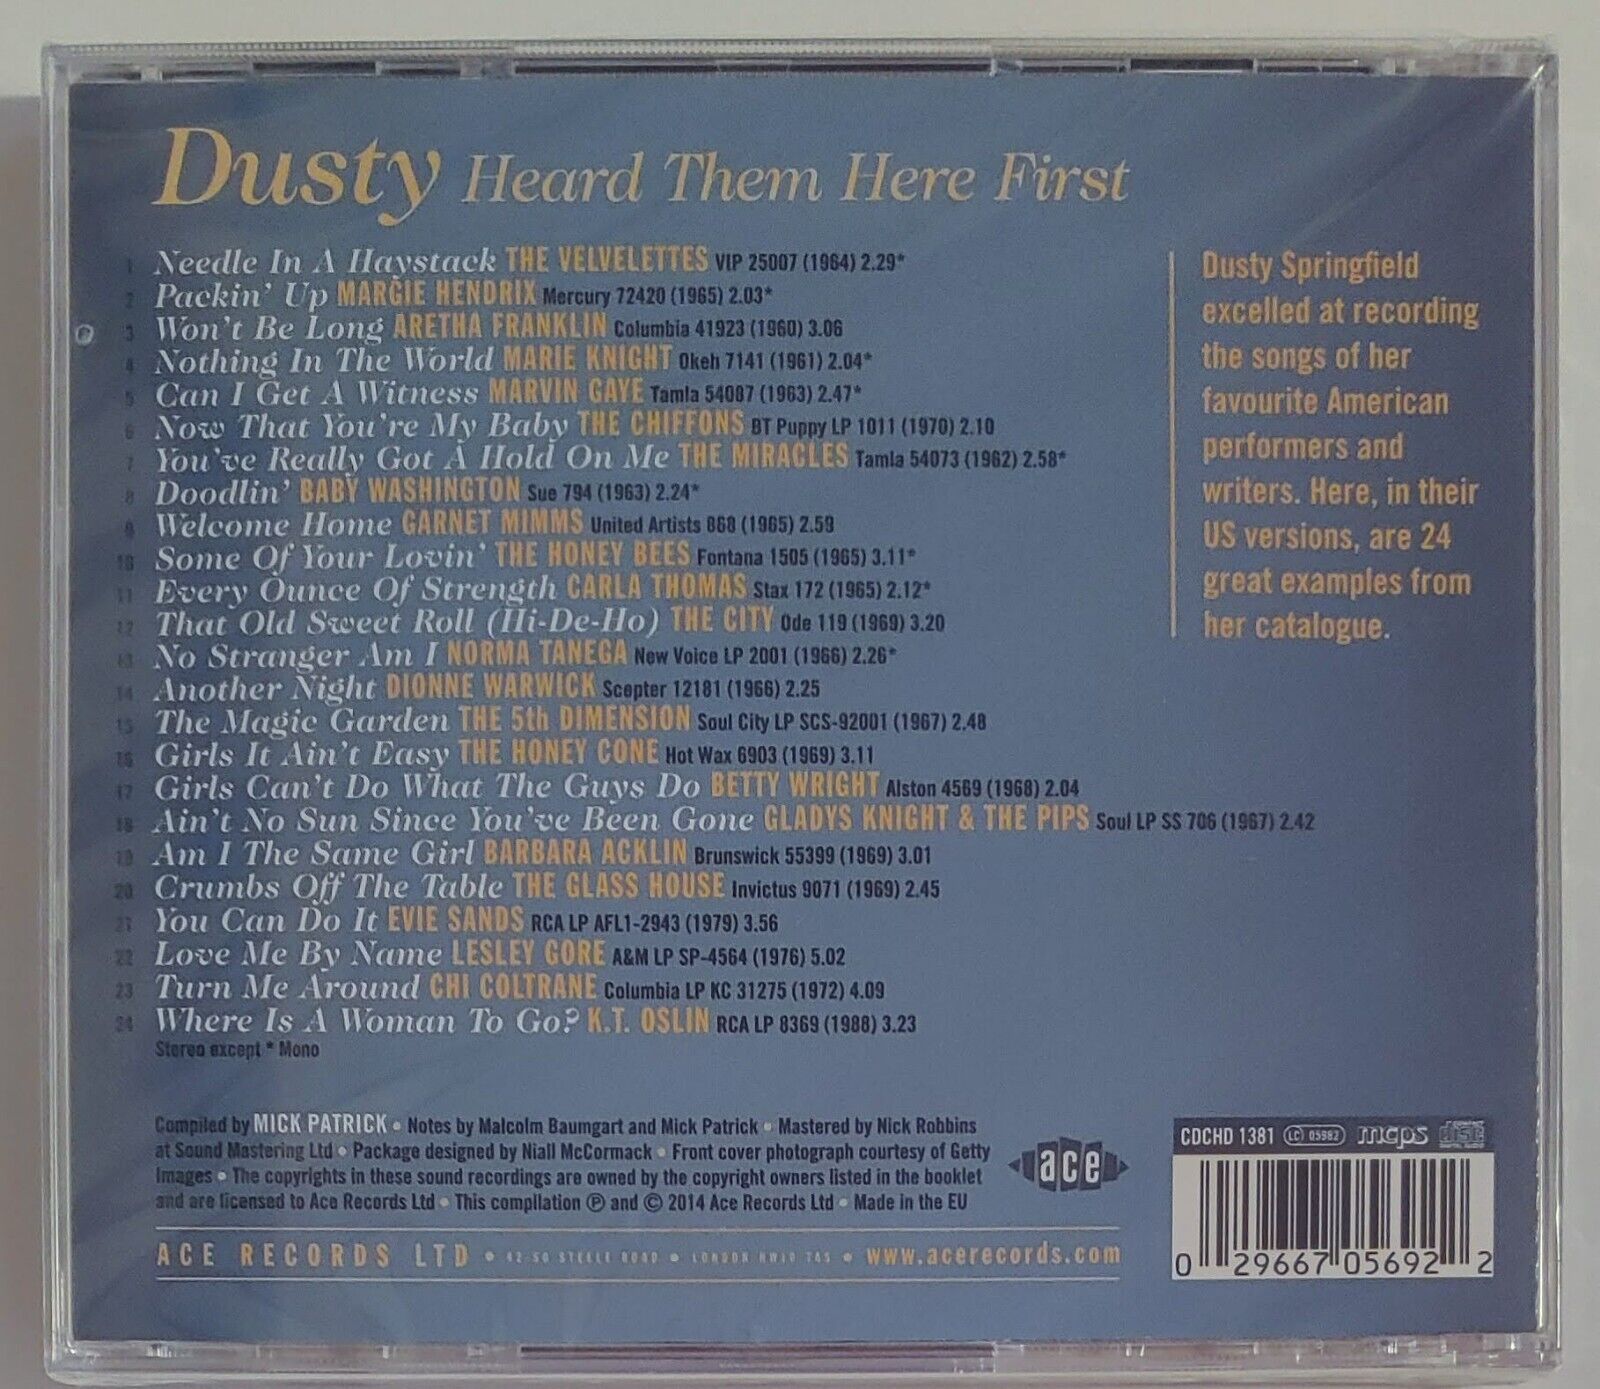 Dusty Heard Them Here First
1 Needle In A Haystack THE VELVELETTES VIP 25007 (1964) 2.29*
2 Packin' Up MARGIE HENDRIX Mercury 72420 (1965) 2.03*
3 Won't Be Long ARETHA FRANKLIN Columbia 41923 (1960) 3.06
4 Nothing In The World MARIE KNIGHT Okeh 7141 (1961) 2.04*
5 Can I Get A Witness MARVIN GAYE Tamla 54087 (1963) 2.47*
6 Now That You're My Baby THE CHIFFONS BT Puppy LP 1011 (1970) 2.10
7 You've Really Got A Hold On Me THE MIRACLES Tamla 54073 (1962) 2.58*
8 Doodlin' BABY WASHINGTON Sue 794 (1963) 2.24*
9 Welcome Home GARNET MIMMS United Artists 868 (1965) 2.59
10 Some Of Your Lovin' THE HONEY BEES Fontana 1505 (1965) 3.11*
11 Every Ounce Of Strength CARLA THOMAS Stax 172 (1965) 2.12*
12 That Old Sweet Roll (Hi-De-Ho) THE CITY Ode 119 (1969) 3.20
13 No Stranger Am I NORMA TANEGA New Voice LP 2001 (1966) 2.26*
14 Another Night DIONNE WARWICK Scepter 12181 (1966) 2.25
15 The Magic Garden THE 5th DIMENSION Soul City LP SCS-92001 (1967) 2.48
16 Girls It Ain't Easy THE HONEY CONE Hot Wax 6903 (1969) 3.11
17 Girls Can't Do What The Guys Do BETTY WRIGHT Alston 4569 (1968) 2.04
18 Ain't No Sun Since You've Been Gone GLADYS KNIGHT & THE PIPS Soul LP SS 706 (1967) 2.42
19 Am I The Same Girl BARBARA ACKLIN Brunswick 55399 (1969) 3.01
20 Crumbs Off The Table THE GLASS HOUSE Invictus 9071 (1969) 2.45
21 You Can Do It EVIE SANDS RCA LP AFL1-2943 (1979) 3.56
22 Love Me By Name LESLEY GORE A&M LP SP-4564 (1976) 5.02
23 Turn Me Around CHI COLTRANE Columbia LP KC 31275 (1972) 4.09
24 Where Is A Woman To Go? K.T. OSLIN RCA LP 8369 (1988) 3.23
Stereo except * Mono
Dusty Springfield
excelled at recording
the songs of her
favourite American
performers and
writers. Here, in their
US versions, are 24
great examples from
her catalogue.
Compiled by MICK PATRICK • Notes by Malcolm Baumgart and Mick Patrick • Mastered by Nick Robbins
at Sound Mastering Ltd • Package designed by Niall McCormack • Front cover photograph courtesy of Getty
Images • The copyrights in these sound recordings are owned by the copyright owners listed in the booklet
and are licensed to Ace Records Ltd • This compilation ℗ and © 2014 Ace Records Ltd • Made in the EU
ace
ACE RECORDS LTD • 42-50 STEELE ROAD • LONDON NW10 7AS • www.acerecords.com
CDCHD 1381 LC 05982 mcps disc DIGITAL AUDIO
0 29667 05692 2